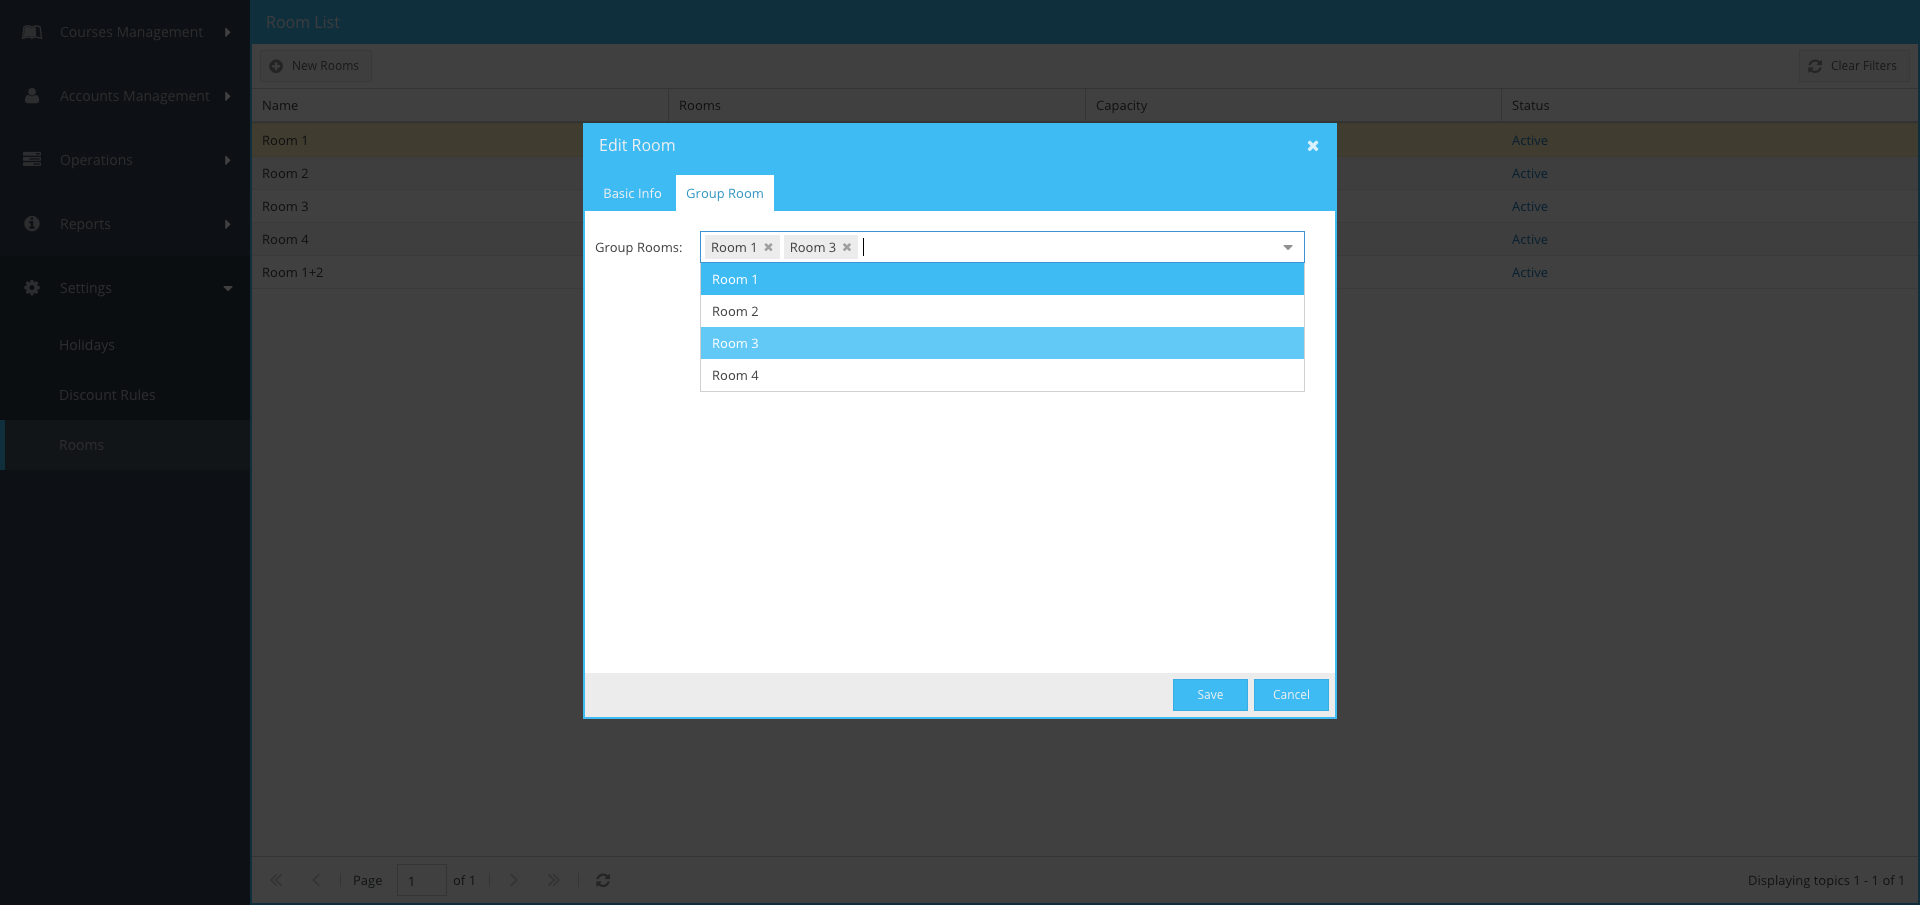 Courses Management
Accounts Management
Operations
Reports
Settings
Holidays
Discount Rules
Rooms
Room List
New Rooms
Clear Filters
Name Rooms Capacity Status
Room 1 Active
Room 2 Active
Room 3 Active
Room 4 Active
Room 1+2 Active
Edit Room
Basic Info Group Room
Group Rooms: Room 1 Room 3
Room 1
Room 2
Room 3
Room 4
Save Cancel
Page 1 of 1
Displaying topics 1 - 1 of 1